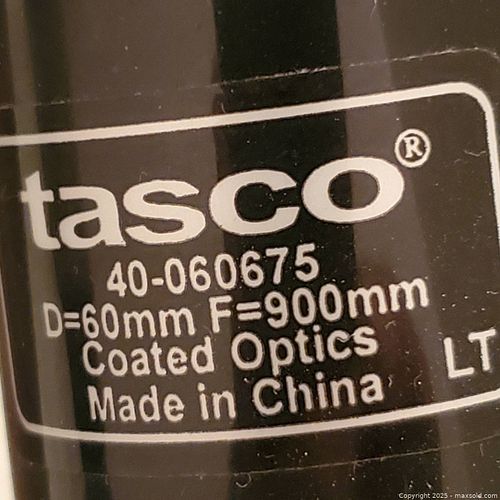 tasco®
40-060675
D=60mm F=900mm
Coated Optics
Made in China
LT
Copyright © 2025 - maxsold.com